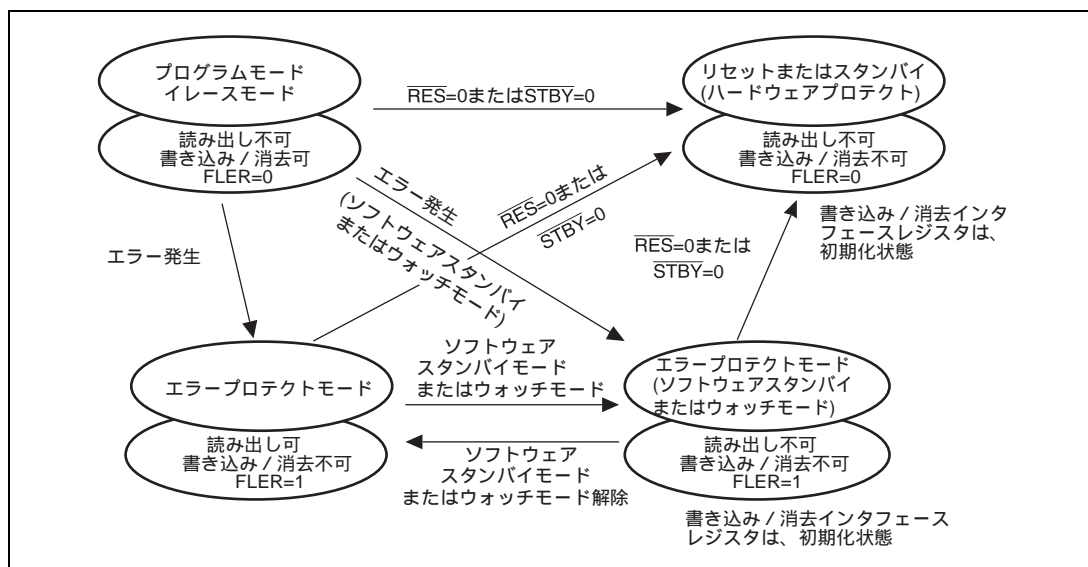 プログラムモード
イレースモード
読み出し不可
書き込み / 消去可
FLER=0
RES=0またはSTBY=0
リセットまたはスタンバイ
(ハードウェアプロテクト)
読み出し不可
書き込み / 消去不可
FLER=0
書き込み / 消去インタ
フェースレジスタは、
初期化状態
エラー発生
エラー発生
(ソフトウェアスタンバイ
またはウォッチモード)
RES=0または
STBY=0
RES=0または
STBY=0
エラープロテクトモード
読み出し可
書き込み / 消去不可
FLER=1
ソフトウェア
スタンバイモード
またはウォッチモード
ソフトウェア
スタンバイモード
またはウォッチモード解除
エラープロテクトモード
(ソフトウェアスタンバイ
またはウォッチモード)
読み出し不可
書き込み / 消去不可
FLER=1
書き込み / 消去インタフェース
レジスタは、初期化状態